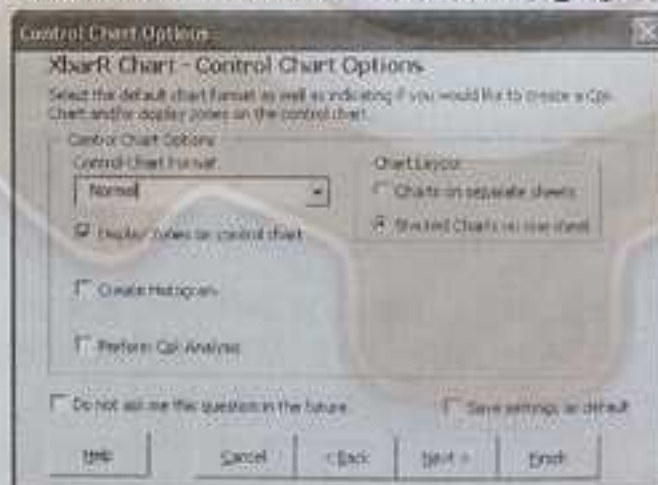 Control Chart Options
XbarR Chart - Control Chart Options
Select the default chart format as well as indicating if you would like to create a Cpk
Chart and/or display zones on the control chart.
Control Chart Options
Control Chart Format
Normal
Display zones on control chart
Create Histogram
Perform Cpk Analysis
Chart Layout
Charts on separate sheets
Stacked Charts on one sheet
Do not ask me this question in the future
Save settings as default
Help
Cancel
< Back
Next >
Finish